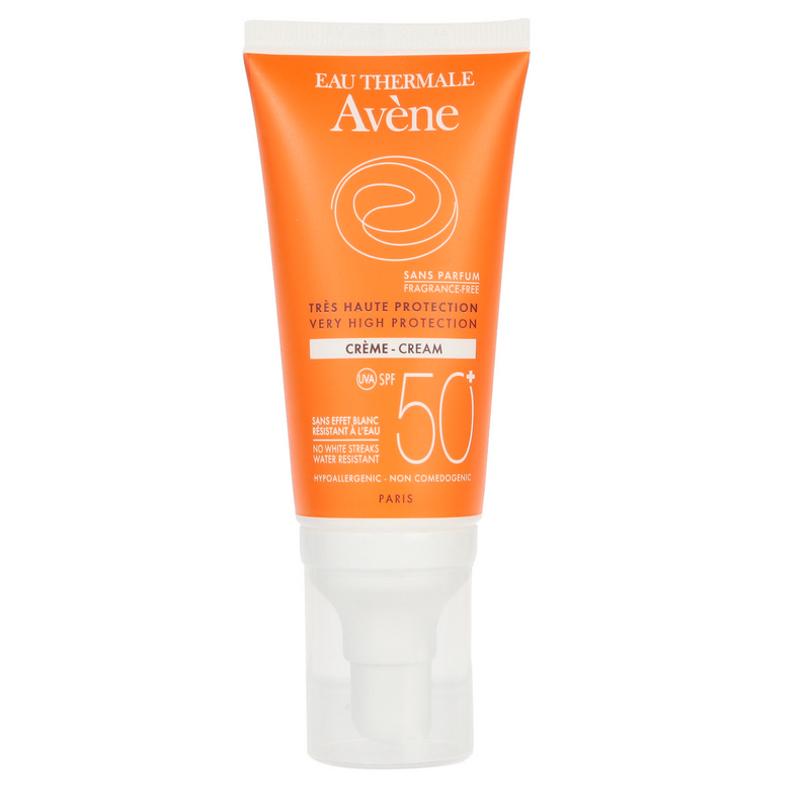 EAU THERMALE
Avène
SANS PARFUM
FRAGRANCE-FREE
TRÈS HAUTE PROTECTION
VERY HIGH PROTECTION
CRÈME - CREAM
UVA SPF 50+
SANS EFFET BLANC
RÉSISTANT À L'EAU
NO WHITE STREAKS
WATER RESISTANT
HYPOALLERGENIC - NON COMEDOGENIC
PARIS